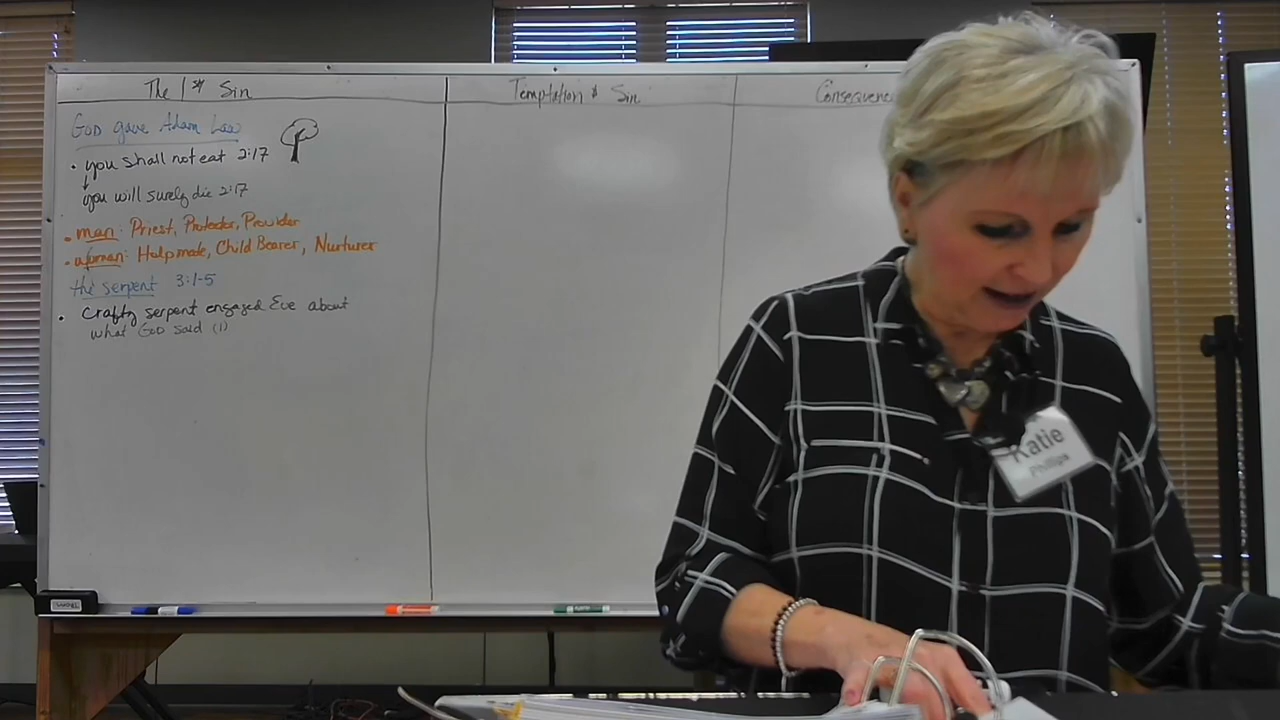 The 1st Sin
Temptation & Sin
Consequenc
GOD gave Adam Law
• you shall not eat 2:17
you will surely die 2:17
• man: Priest, Protector, Provider
• woman: Helpmate, Child Bearer, Nurturer
the serpent 3:1-5
• Crafty serpent engaged Eve about
what GOD said (1)
Katie
Phillips